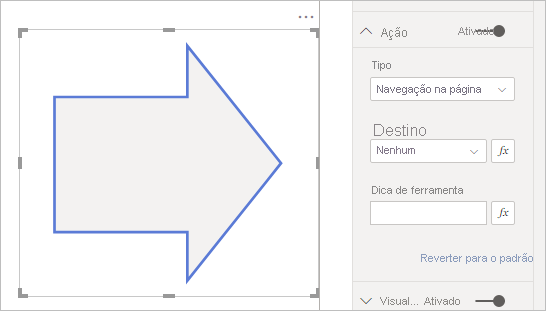 Ação Ativado
Tipo
Navegação na página
Destino
Nenhum fx
Dica de ferramenta
fx
Reverter para o padrão
Visual... Ativado